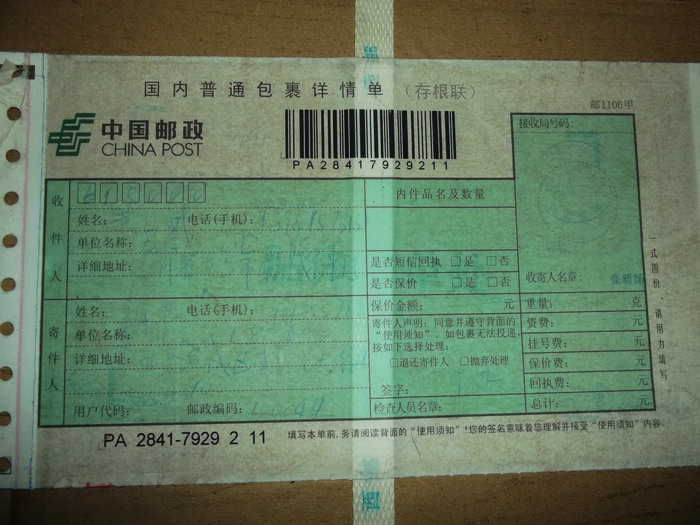 国内普通包裹详情单 (存根联)
邮1106甲
中国邮政
CHINA POST
PA28417929211
接收局号码:
收件人
内件品名及数量
姓名: 电话(手机):
单位名称:
详细地址:
是否短信回执 □是 □否
是否保价 □是 □否
收寄人名章:
寄件人
姓名: 电话(手机):
单位名称:
详细地址:
用户代码: 邮政编码:
保价金额: 元
寄件人声明: 同意并遵守背面的
“使用须知”。如包裹无法投递,
按如下选择处理:
□退还寄件人 □抛弃处理
签字:
检查人员名章:
重量: 克
资费: 元
挂号费: 元
保价费: 元
回执费: 元
总计: 元
一式四份,请用力填写。
PA 2841-7929 2 11
填写本单前,务请阅读背面的“使用须知”!您的签名意味着您理解并接受“使用须知”内容。